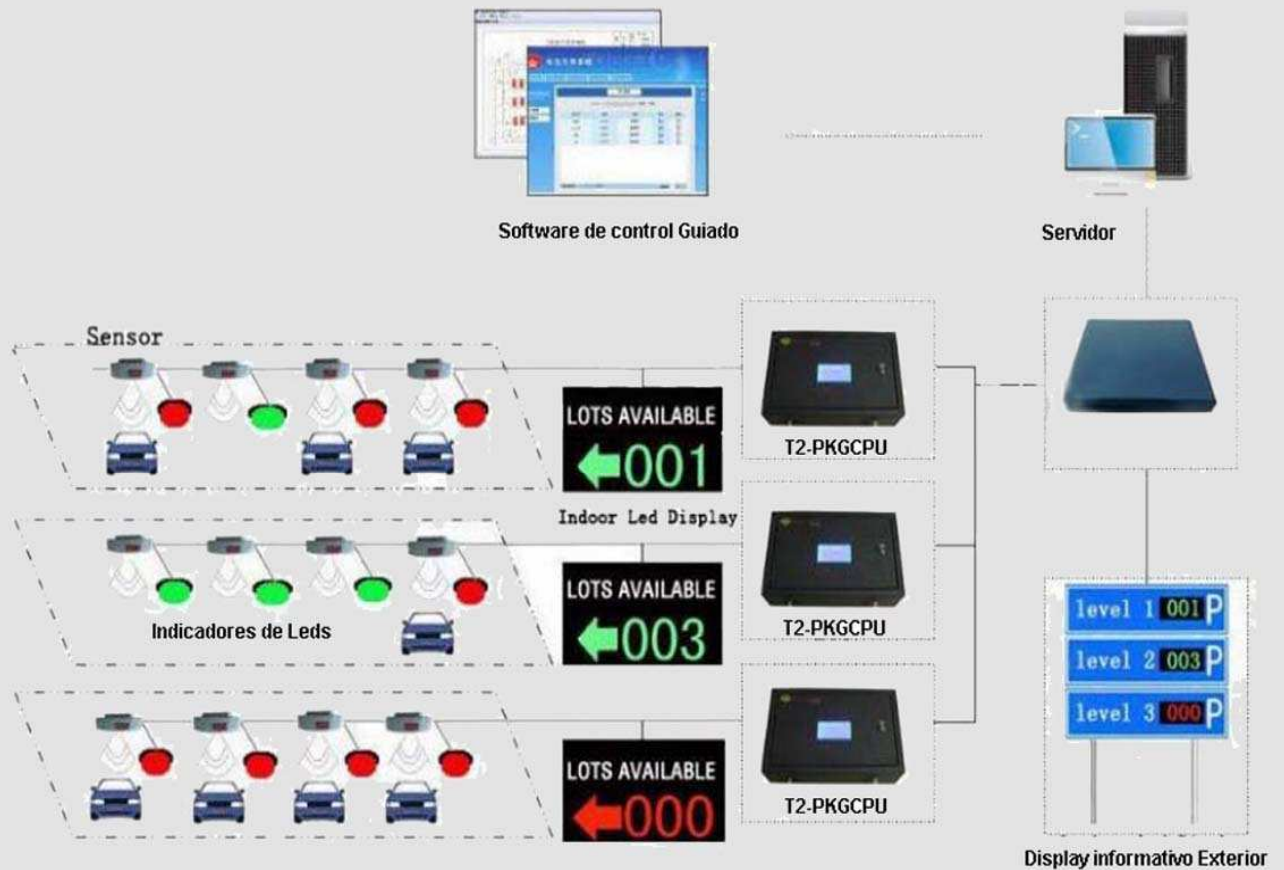 Software de control Guiado
Servidor
Sensor
LOTS AVAILABLE
001
T2-PKGCPU
Indoor Led Display
Indicadores de Leds
LOTS AVAILABLE
003
T2-PKGCPU
level 1 001 P
level 2 003 P
level 3 000 P
LOTS AVAILABLE
000
T2-PKGCPU
Display informativo Exterior